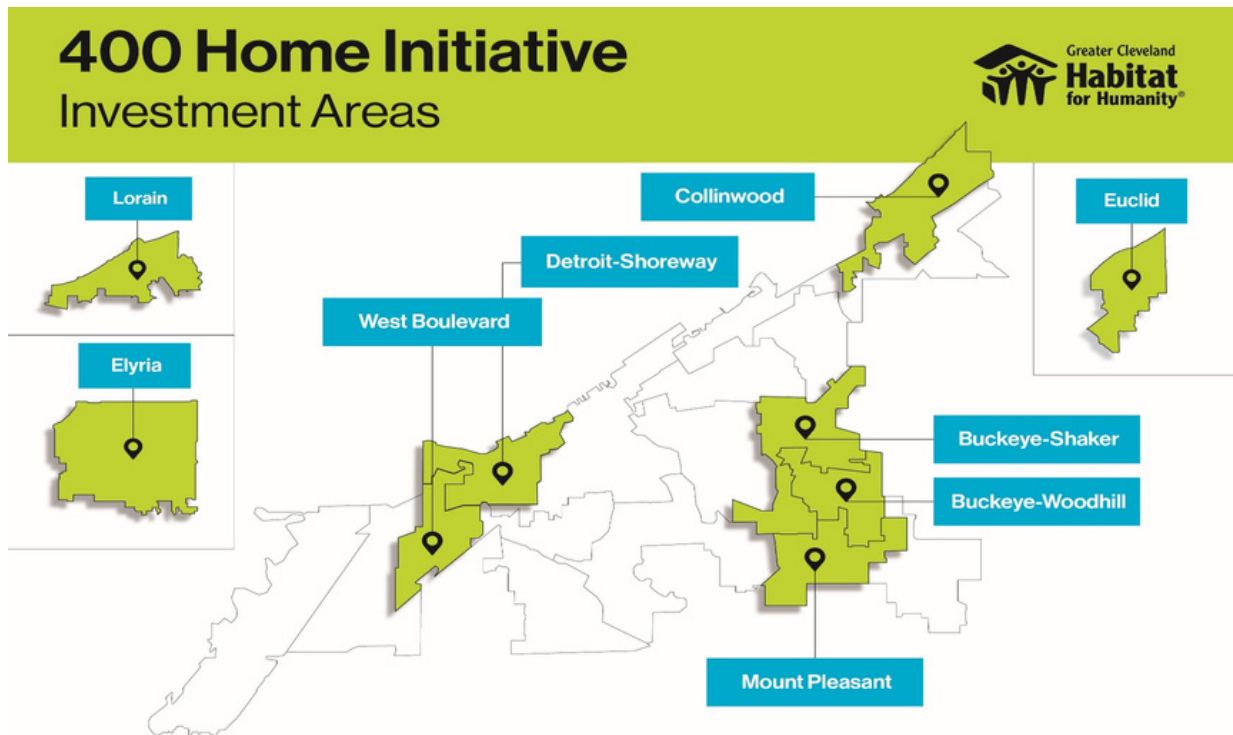 400 Home Initiative
Investment Areas
Greater Cleveland
Habitat
for Humanity®
Lorain
Collinwood
Euclid
Detroit-Shoreway
West Boulevard
Elyria
Buckeye-Shaker
Buckeye-Woodhill
Mount Pleasant